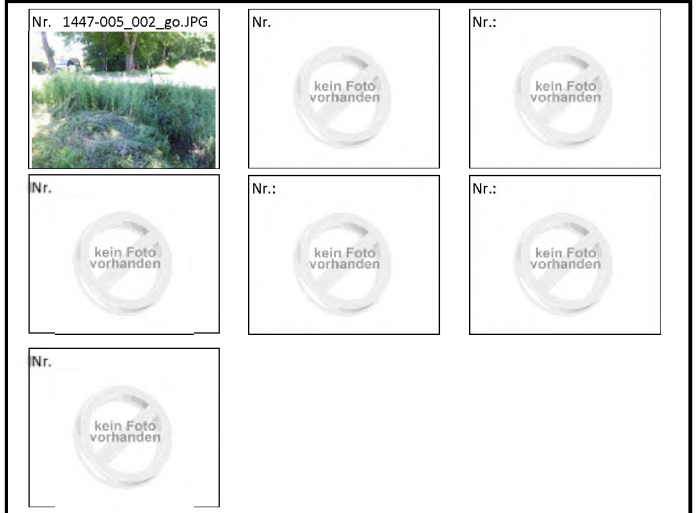 Nr. 1447-005_002_go.JPG
kein Foto
vorhanden
Nr.
kein Foto
vorhanden
Nr.:
kein Foto
vorhanden
Nr.
kein Foto
vorhanden
Nr.:
kein Foto
vorhanden
Nr.:
kein Foto
vorhanden
Nr.